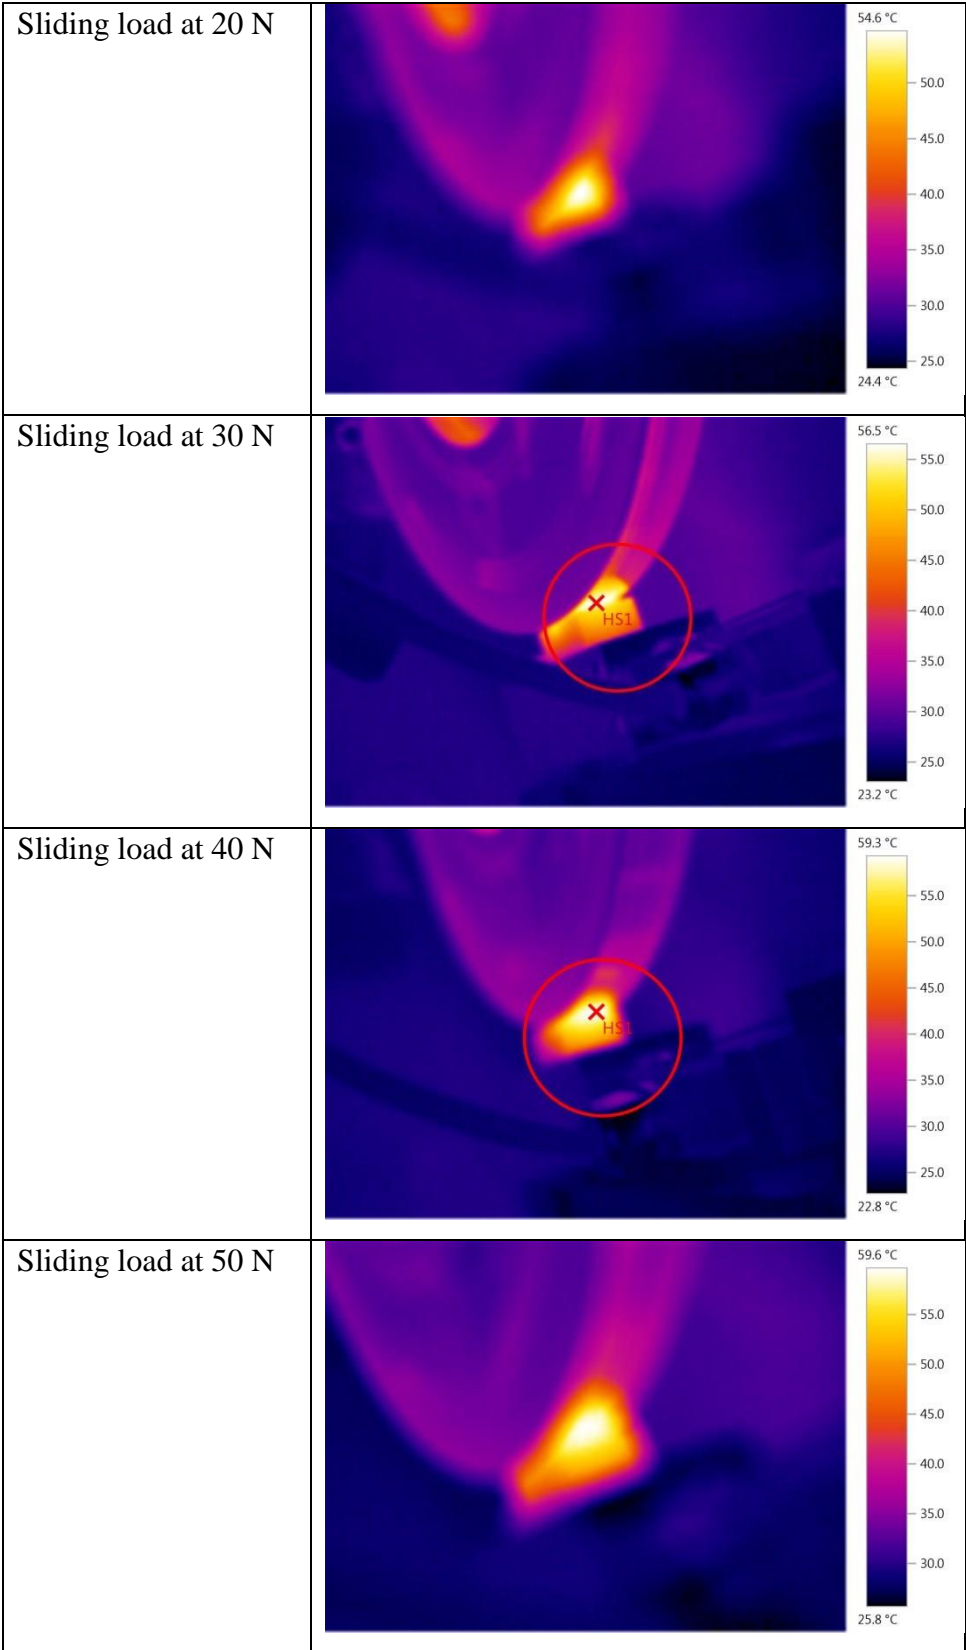 Sliding load at 20 N
54.6 °C
50.0
45.0
40.0
35.0
30.0
25.0
24.4 °C
Sliding load at 30 N
HS1
56.5 °C
55.0
50.0
45.0
40.0
35.0
30.0
25.0
23.2 °C
Sliding load at 40 N
HS1
59.3 °C
55.0
50.0
45.0
40.0
35.0
30.0
25.0
22.8 °C
Sliding load at 50 N
59.6 °C
55.0
50.0
45.0
40.0
35.0
30.0
25.8 °C